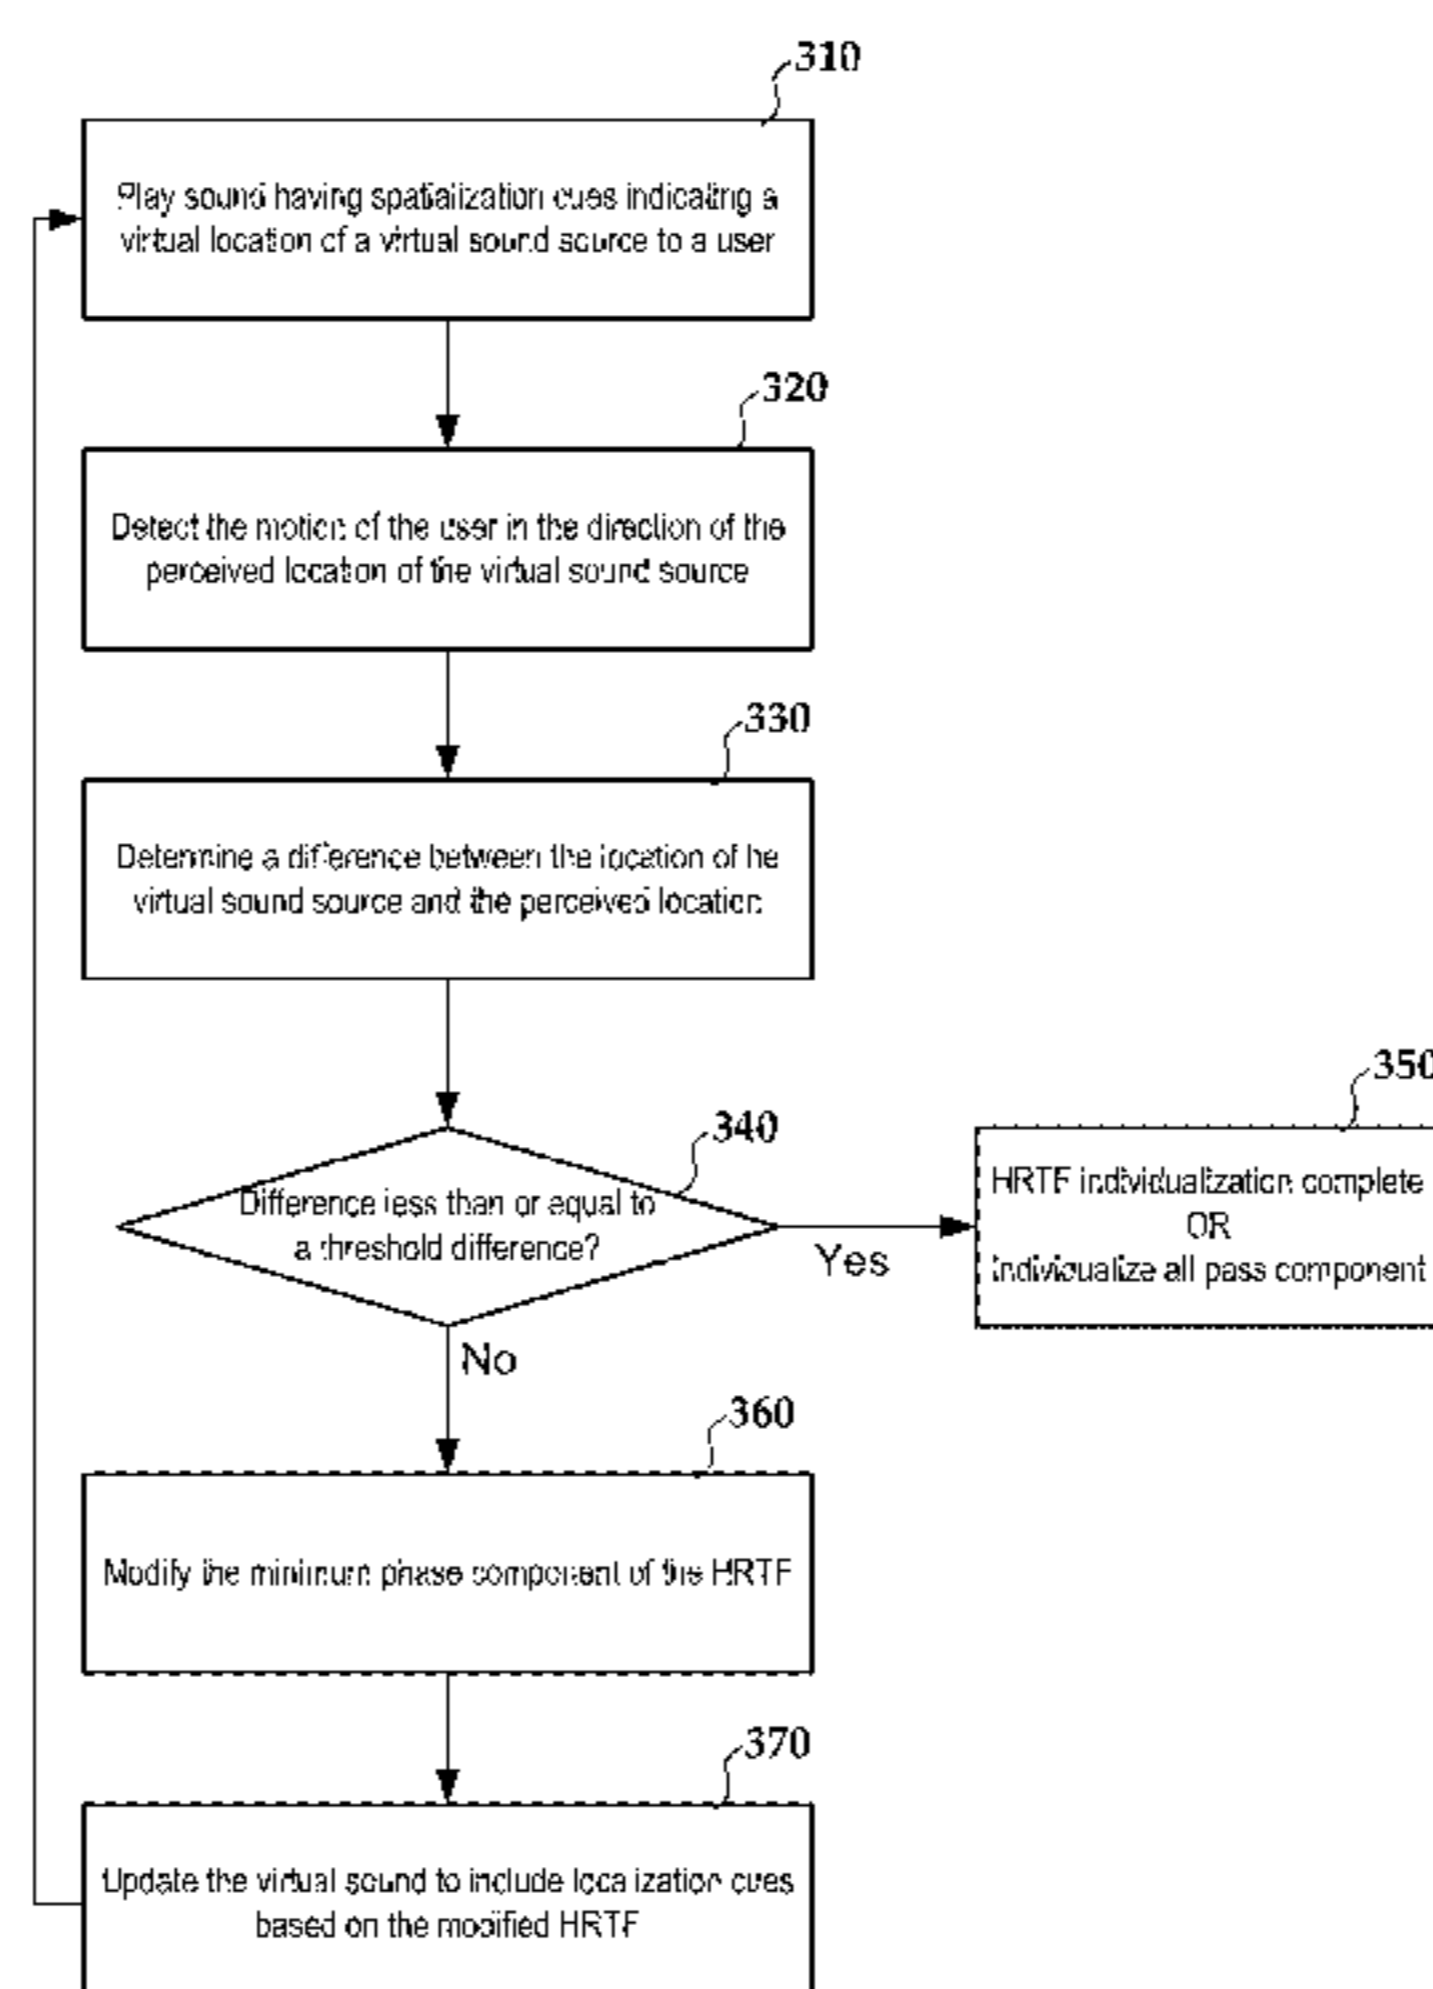 310
Play sound having spatialization cues indicating a
virtual location of a virtual sound source to a user
320
Detect the motion of the user in the direction of the
perceived location of the virtual sound source
330
Determine a difference between the location of he
virtual sound source and the perceived location
340
Difference less than or equal to
a threshold difference?
Yes
No
350
HRTF individualization complete
OR
individualize all pass component
360
Modify the minimum phase component of the HRTF
370
Update the virtual sound to include localization cues
based on the modified HRTF